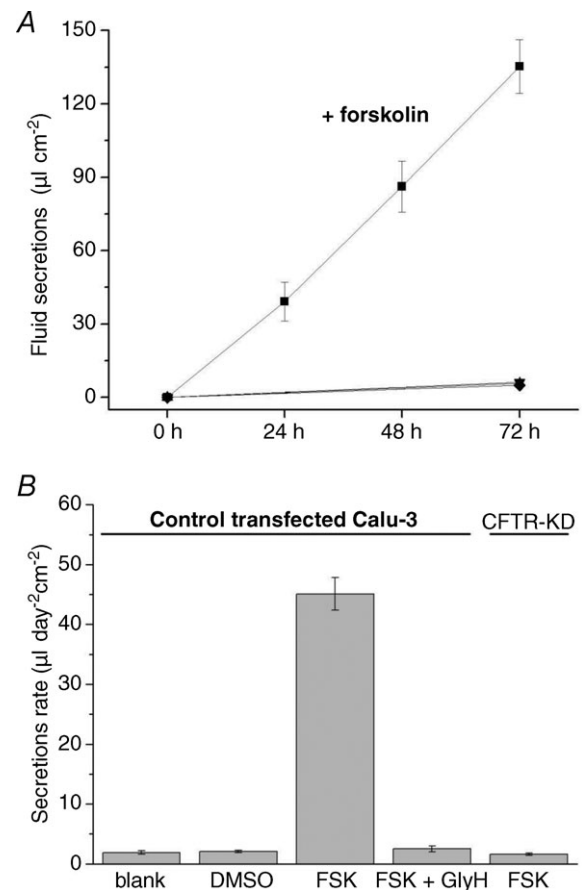 A
150
120
90
60
30
0
Fluid secretions (µl cm⁻²)
+ forskolin
0 h 24 h 48 h 72 h
B
60
50
40
30
20
10
0
Secretions rate (µl day⁻²cm⁻²)
Control transfected Calu-3 CFTR-KD
blank DMSO FSK FSK + GlyH FSK